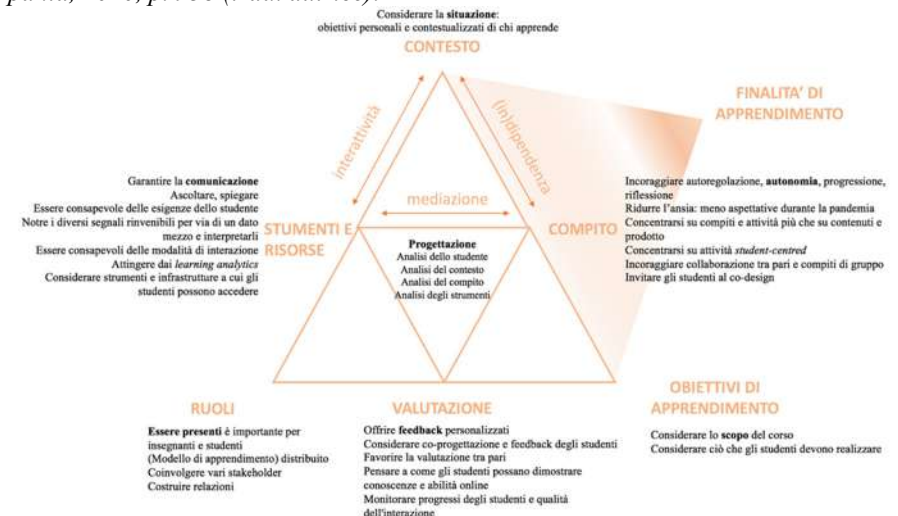 Considerare la situazione:
obiettivi personali e contestualizzati di chi apprende
CONTESTO
FINALITA' DI
APPRENDIMENTO
interattività
(in)dipendenza
mediazione
Garantire la comunicazione
Ascoltare, spiegare
Essere consapevole delle esigenze dello studente
Notre i diversi segnali rinvenibili per via di un dato
mezzo e interpretarli
Essere consapevoli delle modalità di interazione
Attingere dai learning analytics
Considerare strumenti e infrastrutture a cui gli
studenti possono accedere
STUMENTI E
RISORSE
Progettazione
Analisi dello studente
Analisi del contesto
Analisi del compito
Analisi degli strumenti
COMPITO
Incoraggiare autoregolazione, autonomia, progressione,
riflessione
Ridurre l'ansia: meno aspettative durante la pandemia
Concentrarsi su compiti e attività più che su contenuti e
prodotto
Concentrarsi su attività student-centred
Incoraggiare collaborazione tra pari e compiti di gruppo
Invitare gli studenti al co-design
RUOLI
Essere presenti è importante per
insegnanti e studenti
(Modello di apprendimento) distribuito
Coinvolgere vari stakeholder
Costruire relazioni
VALUTAZIONE
Offrire feedback personalizzati
Considerare co-progettazione e feedback degli studenti
Favorire la valutazione tra pari
Pensare a come gli studenti possano dimostrare
conoscenze e abilità online
Monitorare progressi degli studenti e qualità
dell'interazione
OBIETTIVI DI
APPRENDIMENTO
Considerare lo scopo del corso
Considerare ciò che gli studenti devono realizzare